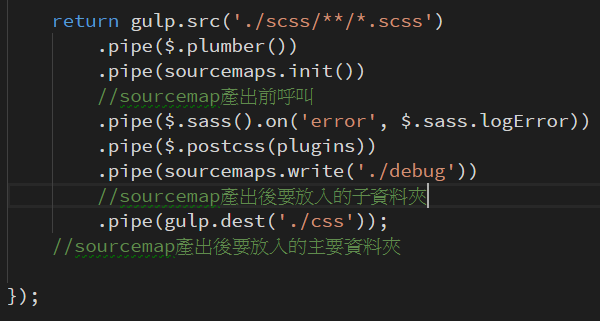 return gulp.src('./scss/**/*.scss')
.pipe($.plumber())
.pipe(sourcemaps.init())
//sourcemap產出前呼叫
.pipe($.sass().on('error', $.sass.logError))
.pipe($.postcss(plugins))
.pipe(sourcemaps.write('./debug'))
//sourcemap產出後要放入的子資料夾
.pipe(gulp.dest('./css'));
//sourcemap產出後要放入的主要資料夾
});